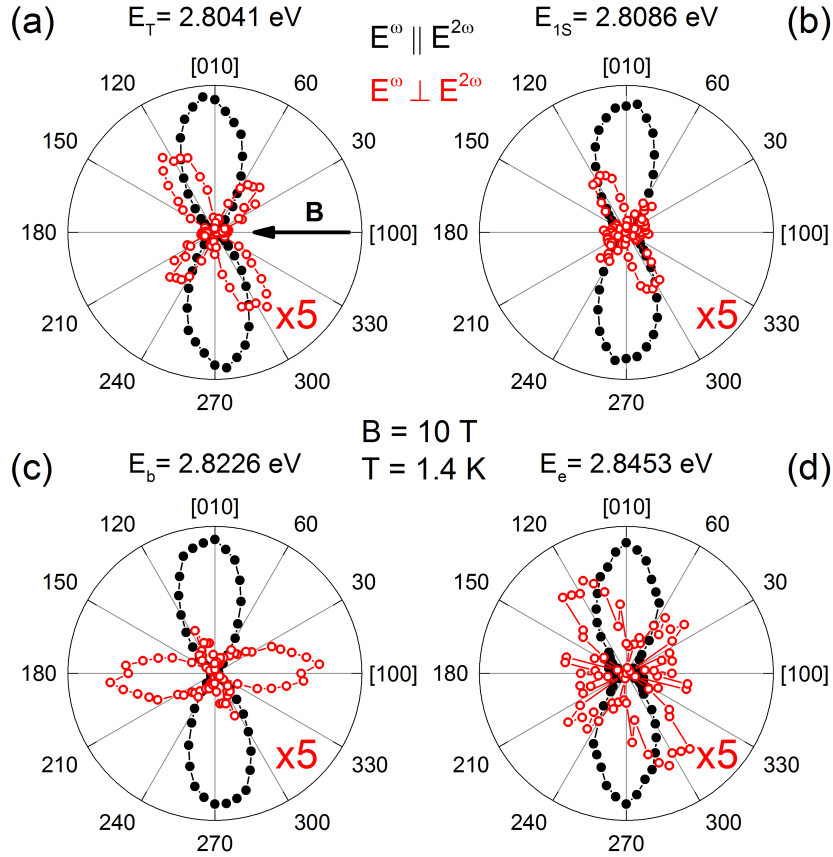 (a)
E_T = 2.8041 eV
E^ω ∥ E^2ω
E^ω ⊥ E^2ω
E_1S = 2.8086 eV
(b)
[010]
120
60
150
30
180
B
[100]
210
330
x5
240
300
270
[010]
120
60
150
30
180
[100]
210
330
x5
240
300
270
B = 10 T
T = 1.4 K
(c)
E_b = 2.8226 eV
E_e = 2.8453 eV
(d)
[010]
120
60
150
30
180
[100]
210
330
x5
240
300
270
[010]
120
60
150
30
180
[100]
210
330
x5
240
300
270